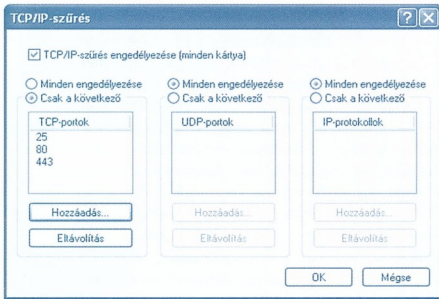 TCP/IP-szűrés
TCP/IP-szűrés engedélyezése (minden kártya)
Minden engedélyezése
Csak a következő
TCP-portok
25
80
443
Hozzáadás...
Eltávolítás
Minden engedélyezése
Csak a következő
UDP-portok
Hozzáadás...
Eltávolítás
Minden engedélyezése
Csak a következő
IP-protokollok
Hozzáadás...
Eltávolítás
OK
Mégse